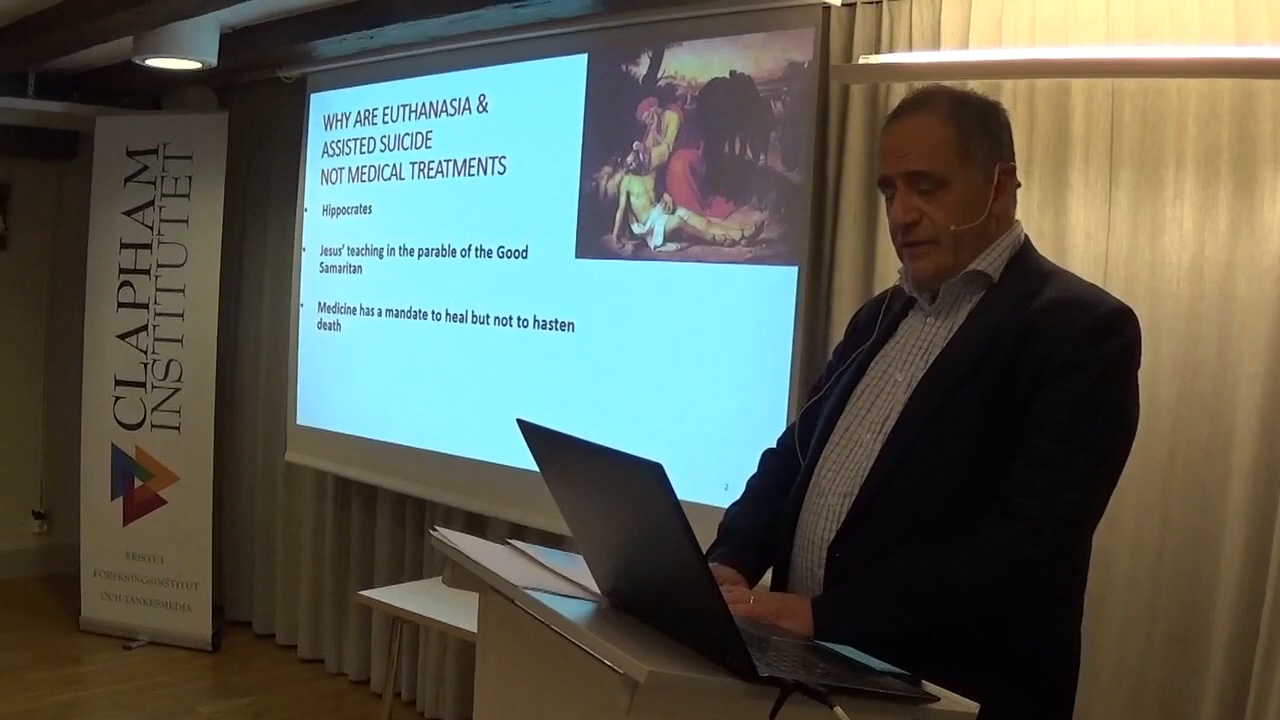 CLAPHAM
INSTITUTET
KRISTET
FORSKNINGSINSTITUT
OCH TANKESMEDJA
WHY ARE EUTHANASIA &
ASSISTED SUICIDE
NOT MEDICAL TREATMENTS
Hippocrates
Jesus' teaching in the parable of the Good
Samaritan
Medicine has a mandate to heal but not to hasten
death
2